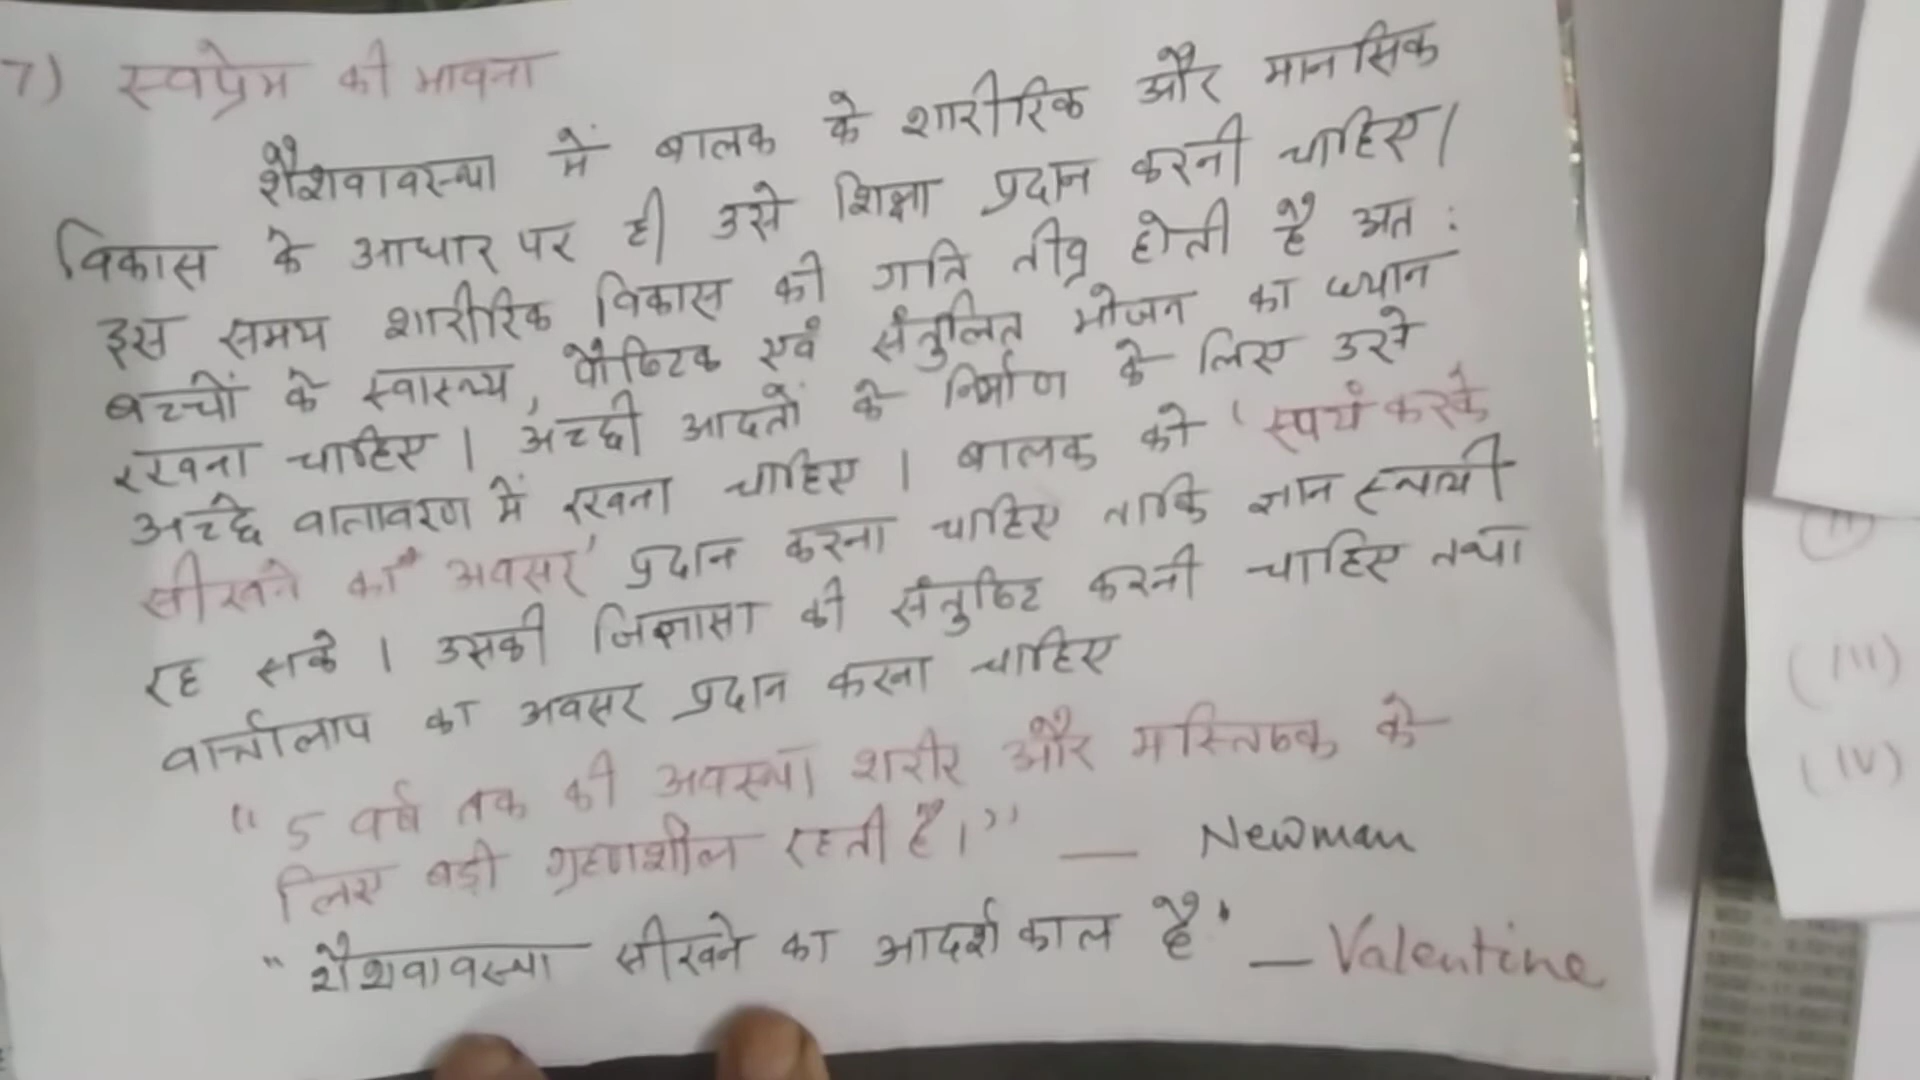 7) स्वप्रेम की भावना
शैशवावस्था में बालक के शारीरिक और मानसिक
विकास के आधार पर ही उसे शिक्षा प्रदान करनी चाहिए।
इस समय शारीरिक विकास की गति तीव्र होती है अत:
बच्चों के स्वास्थ्य, पौष्टिक एवं संतुलित भोजन का ध्यान
रखना चाहिए। अच्छी आदतों के निर्माण के लिए उसे
अच्छे वातावरण में रखना चाहिए। बालक को 'स्वयं करके
सीखने का अवसर' प्रदान करना चाहिए ताकि ज्ञान स्थायी
रह सके। उसकी जिज्ञासा की संतुष्टि करनी चाहिए तथा
वार्त्तालाप का अवसर प्रदान करना चाहिए
"5 वर्ष तक की अवस्था शरीर और मस्तिष्क के
लिए बड़ी ग्रहणशील रहती है।" — Newman
"शैशवावस्था सीखने का आदर्श काल है' — Valentine
(II)
(III)
(IV)